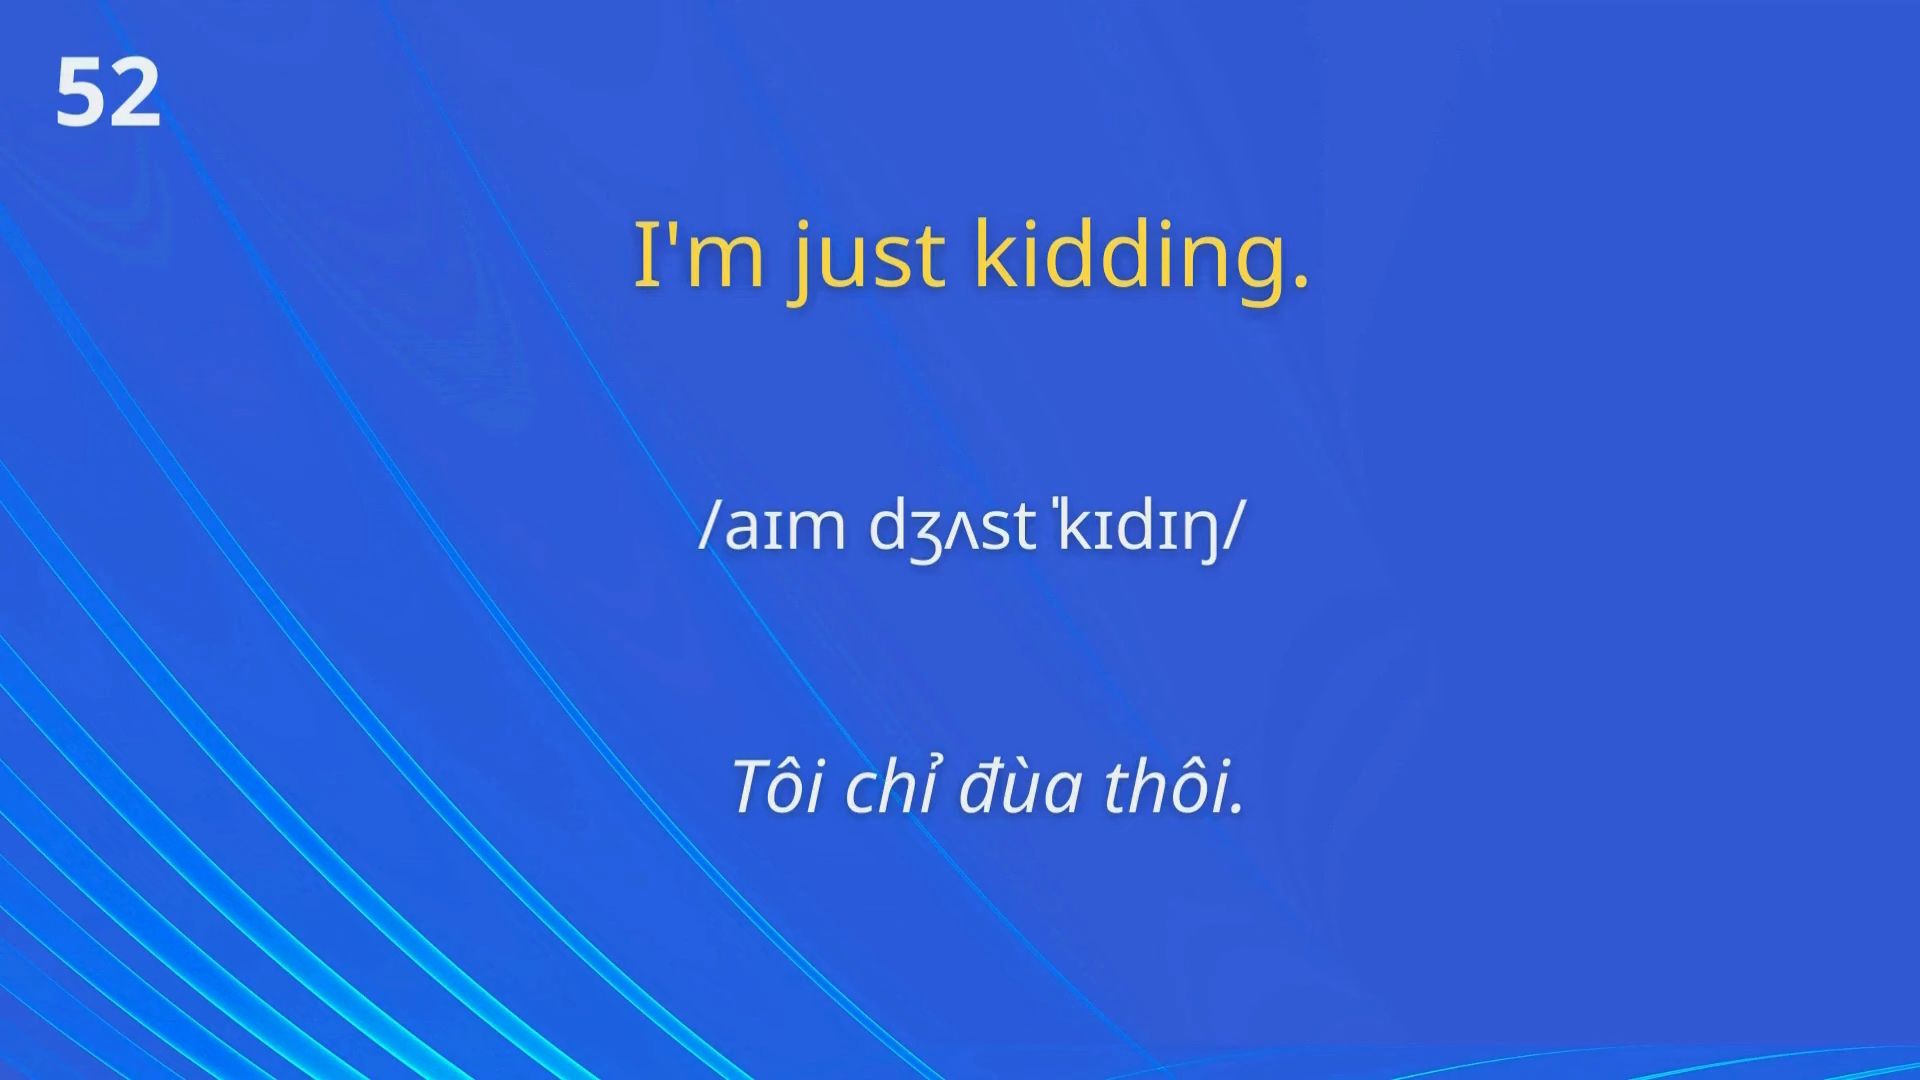 52
I'm just kidding.
/aɪm dʒʌst ˈkɪdɪŋ/
Tôi chỉ đùa thôi.